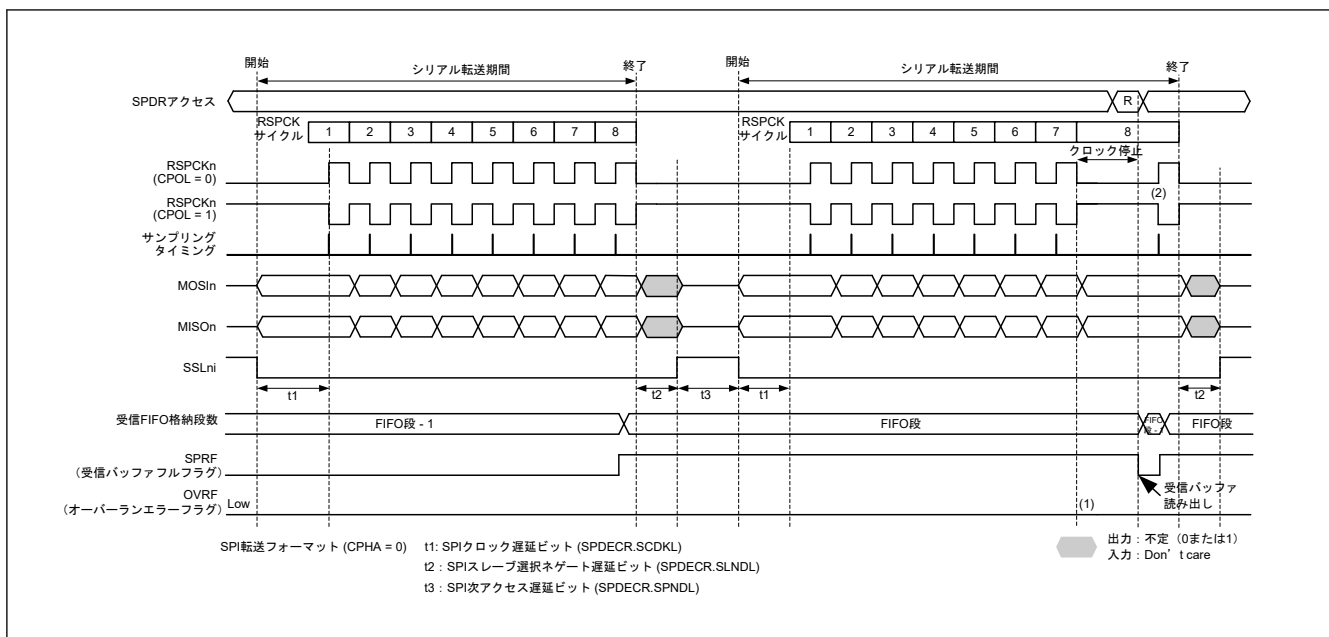 開始 シリアル転送期間 終了 開始 シリアル転送期間 終了
SPDRアクセス R
RSPCK
サイクル 1 2 3 4 5 6 7 8 RSPCK
サイクル 1 2 3 4 5 6 7 8
クロック停止
RSPCKn
(CPOL = 0)
(2)
RSPCKn
(CPOL = 1)
サンプリング
タイミング
MOSIn
MISOn
SSLni
t1 t2 t3 t1 t2
受信FIFO格納段数 FIFO段 - 1 FIFO段 FIFO段 - 1 FIFO段
SPRF
(受信バッファフルフラグ)
受信バッファ
読み出し
OVRF
(オーバーランエラーフラグ) Low (1)
SPI転送フォーマット (CPHA = 0) t1: SPIクロック遅延ビット (SPDECR.SCDKL)
t2 : SPIスレーブ選択ネゲート遅延ビット (SPDECR.SLNDL)
t3 : SPI次アクセス遅延ビット (SPDECR.SPNDL)
出力 : 不定(0または1)
入力 : Don't care